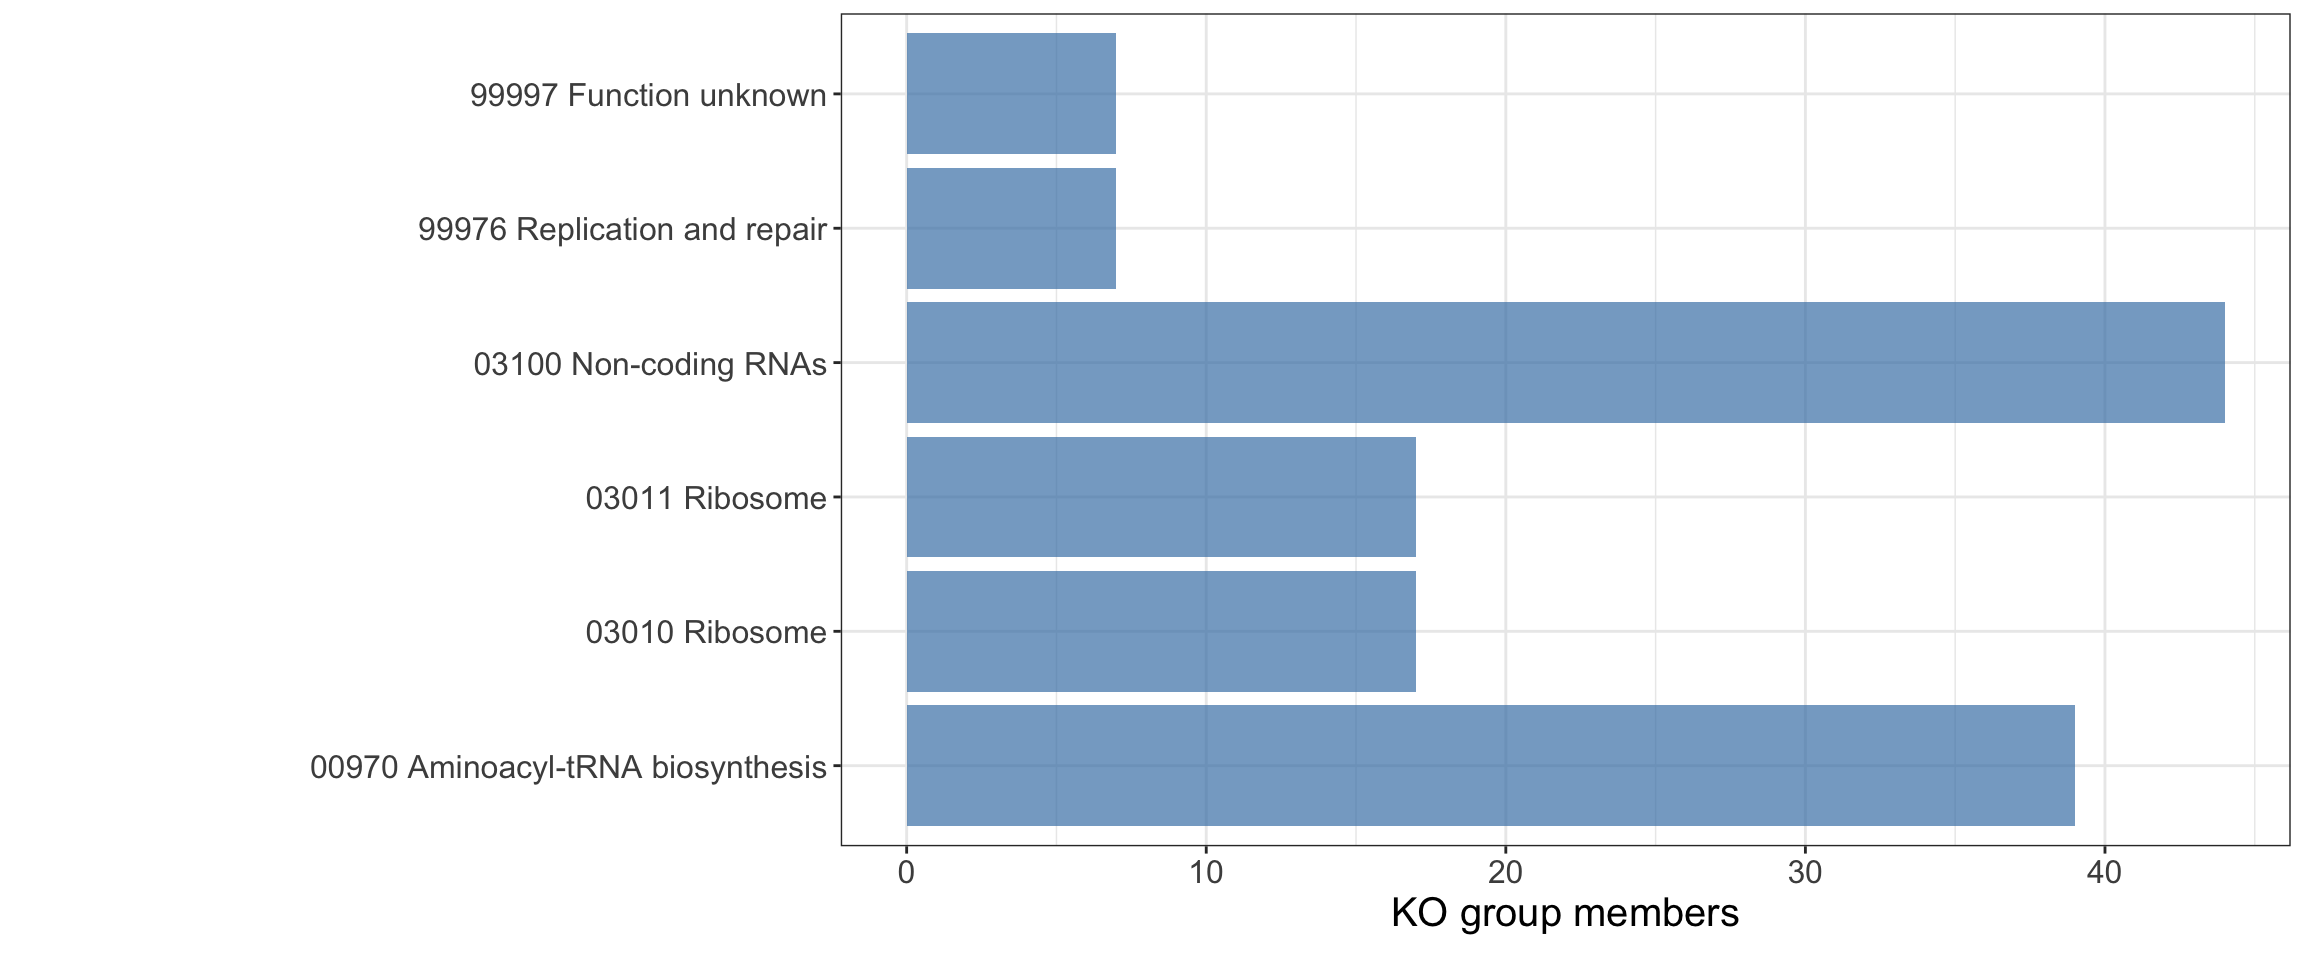 99997 Function unknown
99976 Replication and repair
03100 Non-coding RNAs
03011 Ribosome
03010 Ribosome
00970 Aminoacyl-tRNA biosynthesis
0 10 20 30 40
KO group members